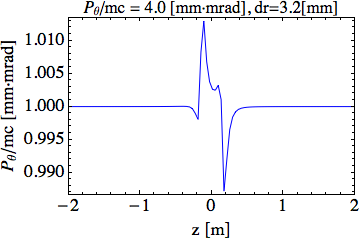 Pθ/mc = 4.0 [mm·mrad], dr=3.2[mm]
1.010
1.005
1.000
0.995
0.990
Pθ/mc [mm·mrad]
−2 −1 0 1 2
z [m]